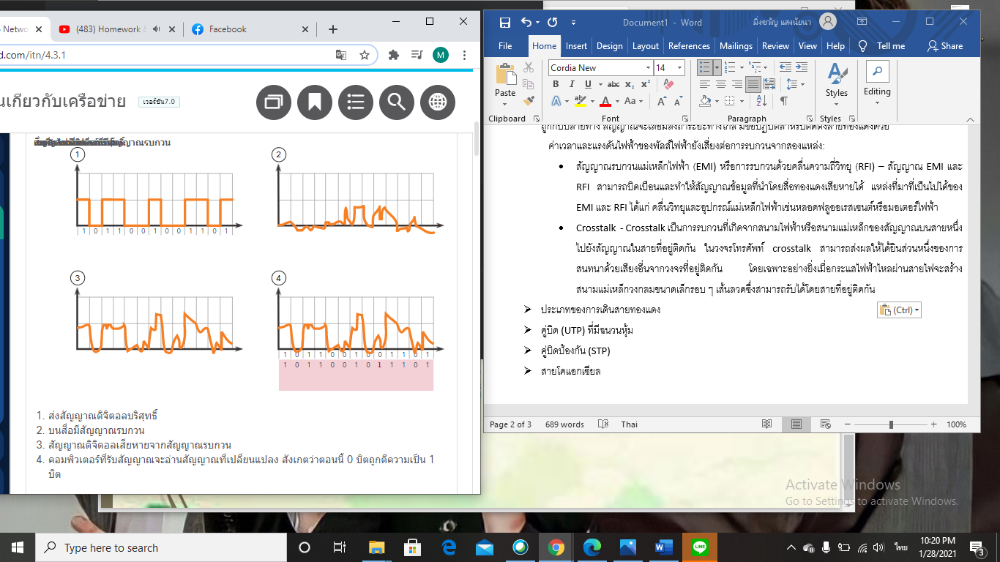 Netwo
(483) Homework &
Facebook
d.com/itn/4.3.1
M
นเกี่ยวกับเครือข่าย
เวอร์ชัน7.0
1
1 0 1 1 0 0 1 0 0 1 1 0 1
2
3
4
1 0 1 1 0 0 1 0 0 1 1 0 1
1 0 1 1 0 0 1 0 1 1 1 0 1
1. ส่งสัญญาณดิจิตอลบริสุทธิ์
2. บนสื่อมีสัญญาณรบกวน
3. สัญญาณดิจิตอลเสียหายจากสัญญาณรบกวน
4. คอมพิวเตอร์ที่รับสัญญาณจะอ่านสัญญาณที่เปลี่ยนแปลง สังเกตว่าตอนนี้ 0 บิตถูกตีความเป็น 1
บิต
Document1 - Word
มิ่งขวัญ แสงนัยนา
File Home Insert Design Layout References Mailings Review View Help Tell me Share
Cordia New 14
Paste
B I U abc x₂ x²
A aby A Aa A A
Styles
Editing
Clipboard Font Paragraph Styles
ค่าเวลาและแรงดันไฟฟ้าของพัลส์ไฟฟ้ายังเสี่ยงต่อการรบกวนจากสองแหล่ง:
• สัญญาณรบกวนแม่เหล็กไฟฟ้า (EMI) หรือการรบกวนด้วยคลื่นความถี่วิทยุ (RFI) – สัญญาณ EMI และ
RFI สามารถบิดเบือนและทำให้สัญญาณข้อมูลที่นำโดยสื่อทองแดงเสียหายได้ แหล่งที่มาที่เป็นไปได้ของ
EMI และ RFI ได้แก่ คลื่นวิทยุและอุปกรณ์แม่เหล็กไฟฟ้าเช่นหลอดฟลูออเรสเซนต์หรือมอเตอร์ไฟฟ้า
• Crosstalk - Crosstalk เป็นการรบกวนที่เกิดจากสนามไฟฟ้าหรือสนามแม่เหล็กของสัญญาณบนสายหนึ่ง
ไปยังสัญญาณในสายที่อยู่ติดกัน ในวงจรโทรศัพท์ crosstalk สามารถส่งผลให้ได้ยินส่วนหนึ่งของการ
สนทนาด้วยเสียงอื่นจากวงจรที่อยู่ติดกัน โดยเฉพาะอย่างยิ่งเมื่อกระแสไฟฟ้าไหลผ่านสายไฟจะสร้าง
สนามแม่เหล็กวงกลมขนาดเล็กรอบ ๆ เส้นลวดซึ่งสามารถรับได้โดยสายที่อยู่ติดกัน
➢ ประเภทของการเดินสายทองแดง
(Ctrl)
➢ คู่บิด (UTP) ที่มีฉนวนหุ้ม
➢ คู่บิดป้องกัน (STP)
➢ สายโคแอกเซียล
Page 2 of 3 689 words Thai 100%
Activate Windows
Go to Settings to activate Windows.
Type here to search
LINE
ไทย
10:20 PM
1/28/2021
3